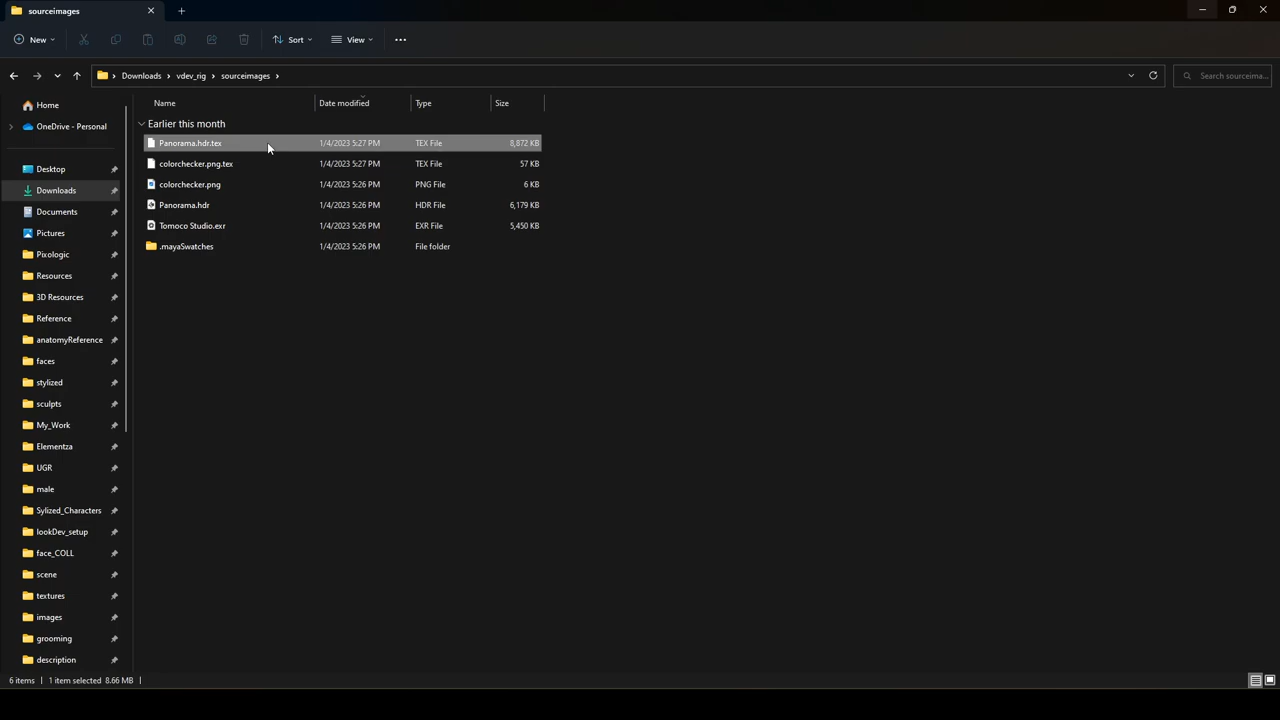 sourceimages
New
Sort
View
Downloads
vdev_rig
sourceimages
Search sourceima...
Home
OneDrive - Personal
Desktop
Downloads
Documents
Pictures
Pixologic
Resources
3D Resources
Reference
anatomyReference
faces
stylized
sculpts
My_Work
Elementza
UGR
male
Sylized_Characters
lookDev_setup
face_COLL
scene
textures
images
grooming
description
Name Date modified Type Size
Earlier this month
Panorama.hdr.tex 1/4/2023 5:27 PM TEX File 8,872 KB
colorchecker.png.tex 1/4/2023 5:27 PM TEX File 57 KB
colorchecker.png 1/4/2023 5:26 PM PNG File 6 KB
Panorama.hdr 1/4/2023 5:26 PM HDR File 6,179 KB
Tomoco Studio.exr 1/4/2023 5:26 PM EXR File 5,450 KB
.mayaSwatches 1/4/2023 5:26 PM File folder
6 items 1 item selected 8.66 MB